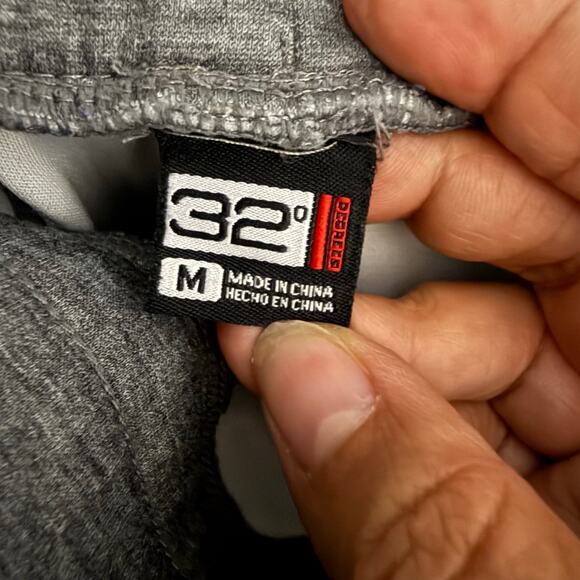 32°
DEGREES
M
MADE IN CHINA
HECHO EN CHINA